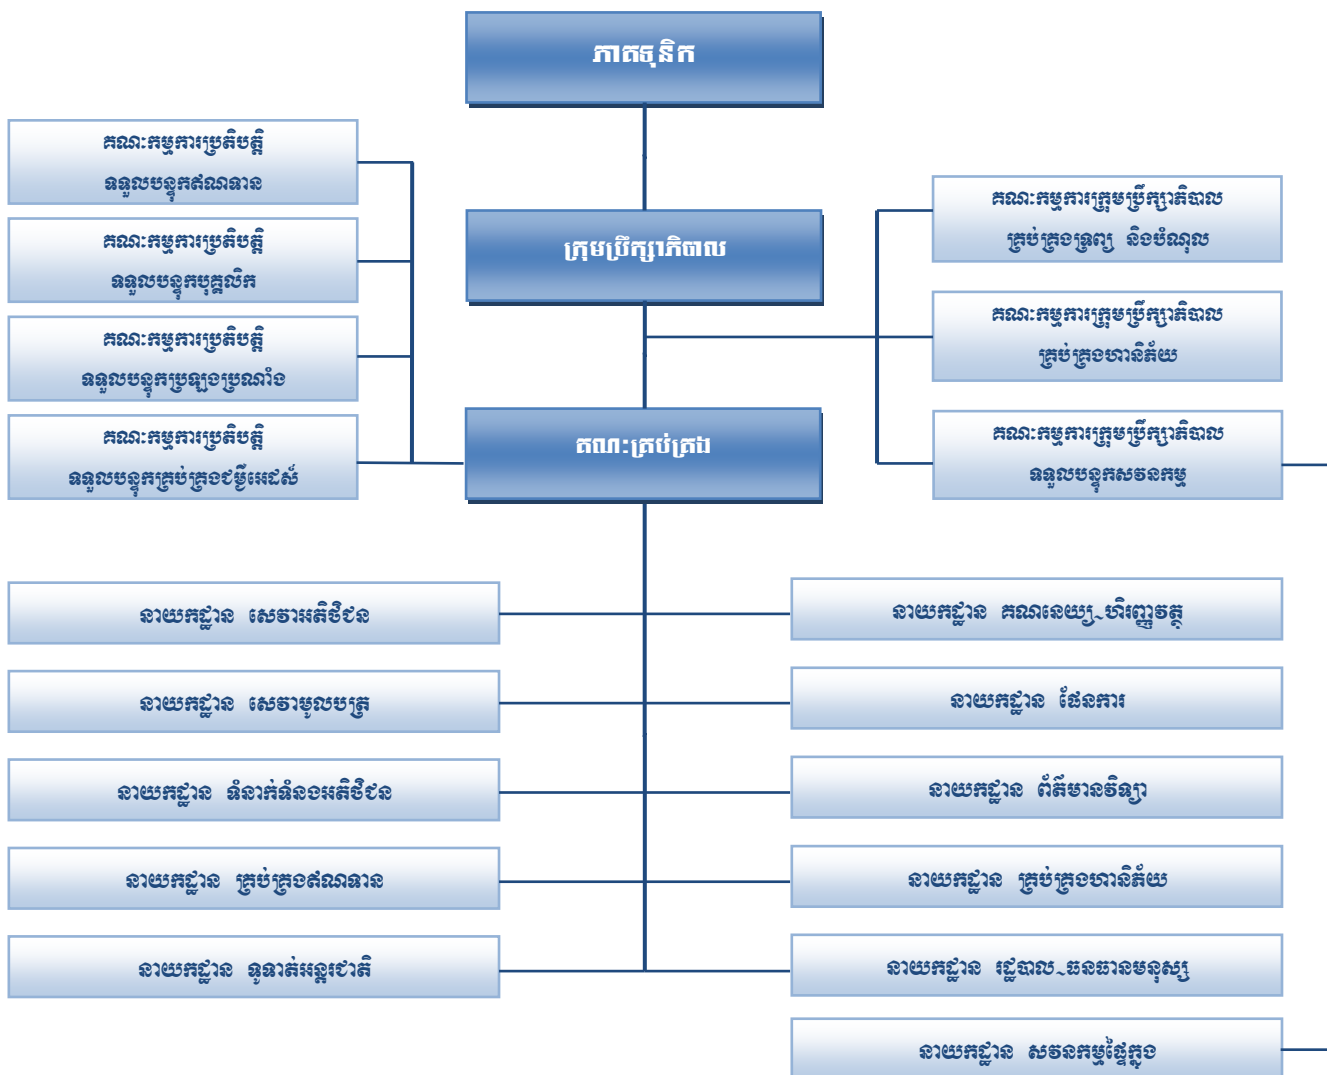 ភាគទុនិក
គណៈកម្មការប្រតិបត្តិ
ទទួលបន្ទុកឥណទាន
គណៈកម្មការប្រតិបត្តិ
ទទួលបន្ទុកបុគ្គលិក
គណៈកម្មការប្រតិបត្តិ
ទទួលបន្ទុកប្រឡងប្រណាំង
គណៈកម្មការប្រតិបត្តិ
ទទួលបន្ទុកគ្រប់គ្រងជម្ងឺអេដស៍
ក្រុមប្រឹក្សាភិបាល
គណៈកម្មការក្រុមប្រឹក្សាភិបាល
គ្រប់គ្រងទ្រព្យ និងបំណុល
គណៈកម្មការក្រុមប្រឹក្សាភិបាល
គ្រប់គ្រងហានិភ័យ
គណៈកម្មការក្រុមប្រឹក្សាភិបាល
ទទួលបន្ទុកសវនកម្ម
គណៈគ្រប់គ្រង
នាយកដ្ឋាន សេវាអតិថិជន
នាយកដ្ឋាន សេវាមូលបត្រ
នាយកដ្ឋាន ទំនាក់ទំនងអតិថិជន
នាយកដ្ឋាន គ្រប់គ្រងឥណទាន
នាយកដ្ឋាន ទូទាត់អន្តរជាតិ
នាយកដ្ឋាន គណនេយ្យ~ហិរញ្ញវត្ថុ
នាយកដ្ឋាន ផែនការ
នាយកដ្ឋាន ព័ត៌មានវិទ្យា
នាយកដ្ឋាន គ្រប់គ្រងហានិភ័យ
នាយកដ្ឋាន រដ្ឋបាល~ធនធានមនុស្ស
នាយកដ្ឋាន សវនកម្មផ្ទៃក្នុង